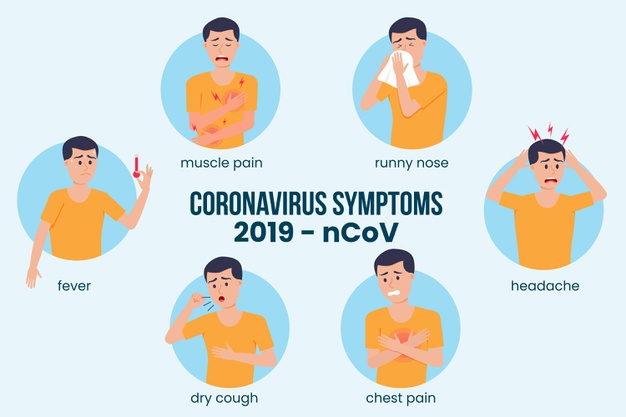 muscle pain
runny nose
CORONAVIRUS SYMPTOMS
2019 - nCoV
fever
headache
dry cough
chest pain